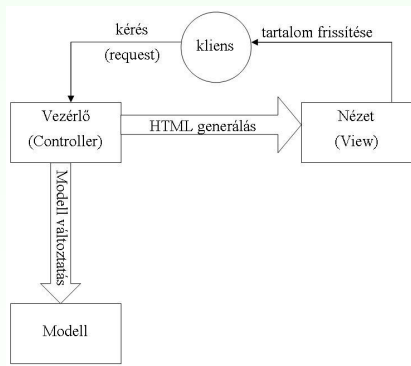 kérés
(request)
kliens
tartalom frissítése
Vezérlő
(Controller)
HTML generálás
Nézet
(View)
Modell változtatás
Modell